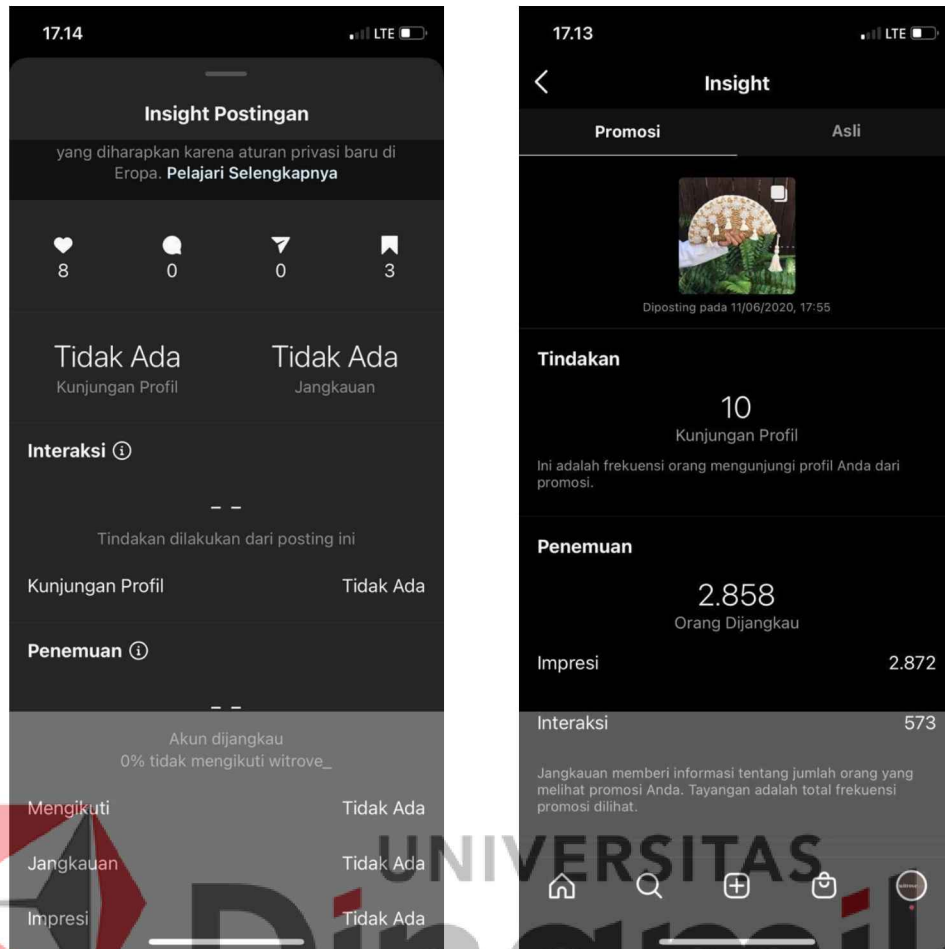 17.14
LTE
Insight Postingan
yang diharapkan karena aturan privasi baru di
Eropa. Pelajari Selengkapnya
8 0 0 3
Tidak Ada Tidak Ada
Kunjungan Profil Jangkauan
Interaksi
- -
Tindakan dilakukan dari posting ini
Kunjungan Profil Tidak Ada
Penemuan
- -
Akun dijangkau
0% tidak mengikuti witrove_
Mengikuti Tidak Ada
Jangkauan Tidak Ada
Impresi Tidak Ada
17.13
LTE
Insight
Promosi Asli
Diposting pada 11/06/2020, 17:55
Tindakan
10
Kunjungan Profil
Ini adalah frekuensi orang mengunjungi profil Anda dari
promosi.
Penemuan
2.858
Orang Dijangkau
Impresi 2.872
Interaksi 573
Jangkauan memberi informasi tentang jumlah orang yang
melihat promosi Anda. Tayangan adalah total frekuensi
promosi dilihat.
UNIVERSITAS